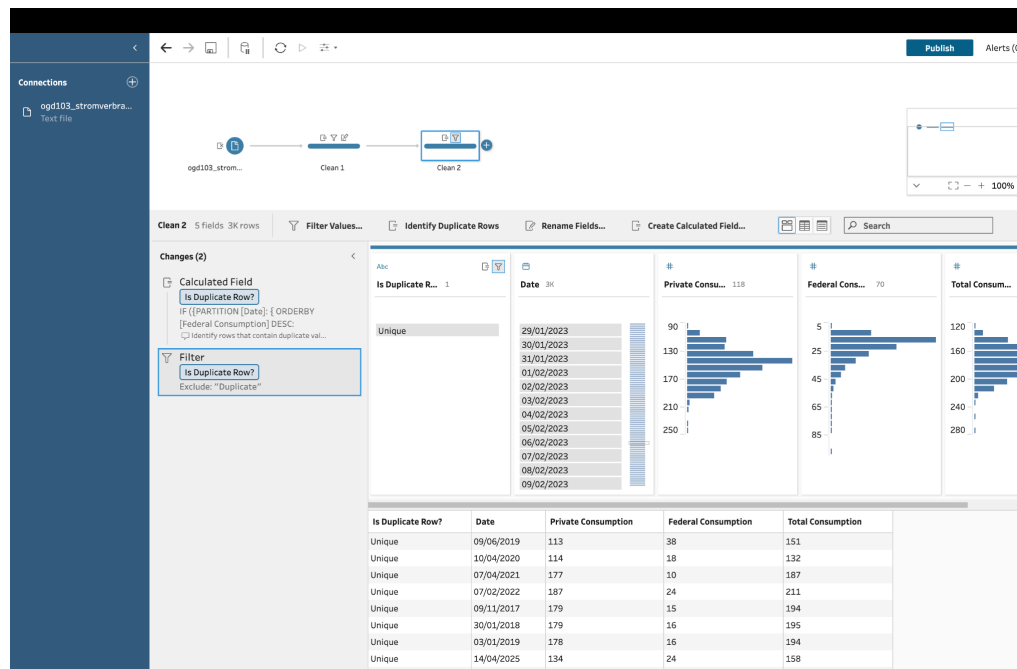 Publish
Alerts (
Connections
ogd103_stromverbra...
Text file
ogd103_strom...
Clean 1
Clean 2
100%
Clean 2 5 fields 3K rows
Filter Values...
Identify Duplicate Rows
Rename Fields...
Create Calculated Field...
Search
Changes (2)
Calculated Field
Is Duplicate Row?
IF ({PARTITION [Date]: { ORDERBY
[Federal Consumption] DESC:
Identify rows that contain duplicate val...
Filter
Is Duplicate Row?
Exclude: "Duplicate"
Abc
Is Duplicate R... 1
Unique
Date 3K
29/01/2023
30/01/2023
31/01/2023
01/02/2023
02/02/2023
03/02/2023
04/02/2023
05/02/2023
06/02/2023
07/02/2023
08/02/2023
09/02/2023
#
Private Consu... 118
90
130
170
210
250
#
Federal Cons... 70
5
25
45
65
85
#
Total Consum...
120
160
200
240
280
Is Duplicate Row? Date Private Consumption Federal Consumption Total Consumption
Unique 09/06/2019 113 38 151
Unique 10/04/2020 114 18 132
Unique 07/04/2021 177 10 187
Unique 07/02/2022 187 24 211
Unique 09/11/2017 179 15 194
Unique 30/01/2018 179 16 195
Unique 03/01/2019 178 16 194
Unique 14/04/2025 134 24 158